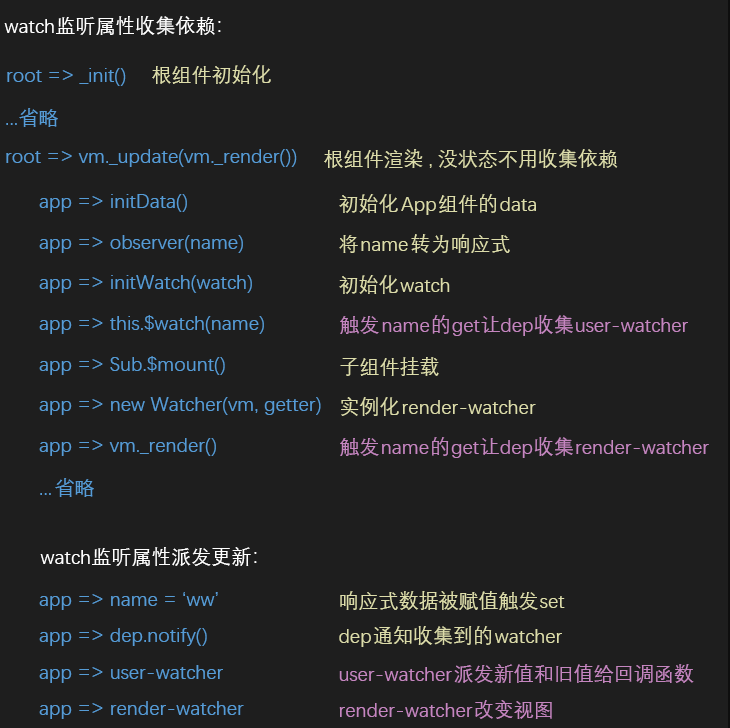 watch监听属性收集依赖:
root => _init() 根组件初始化
...省略
root => vm._update(vm._render()) 根组件渲染 , 没状态不用收集依赖
app => initData() 初始化App组件的data
app => observer(name) 将name转为响应式
app => initWatch(watch) 初始化watch
app => this.$watch(name) 触发name的get让dep收集user-watcher
app => Sub.$mount() 子组件挂载
app => new Watcher(vm, getter) 实例化render-watcher
app => vm._render() 触发name的get让dep收集render-watcher
... 省略
watch监听属性派发更新:
app => name = ‘ww’ 响应式数据被赋值触发set
app => dep.notify() dep通知收集到的watcher
app => user-watcher user-watcher派发新值和旧值给回调函数
app => render-watcher render-watcher改变视图